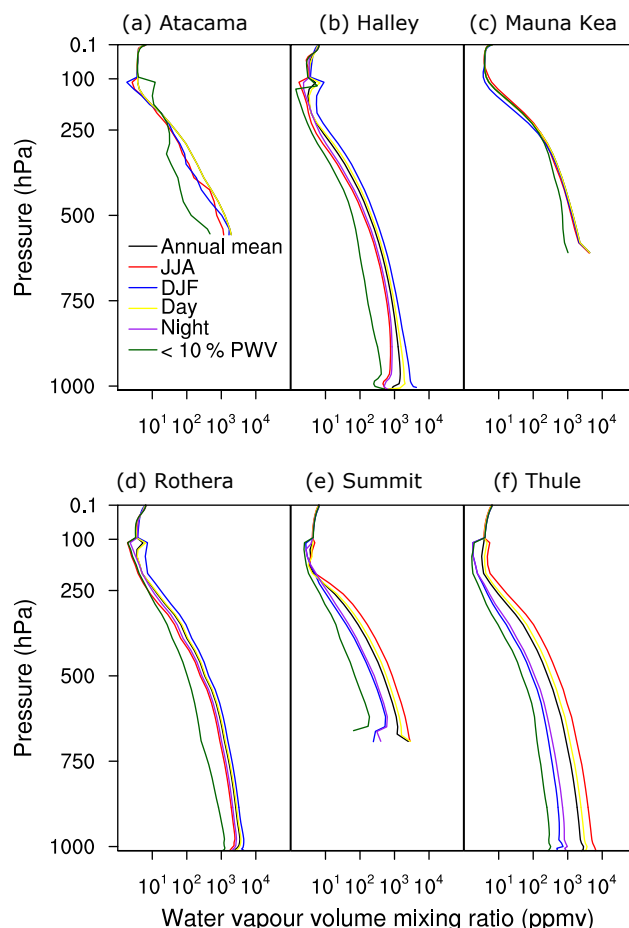 (a) Atacama (b) Halley (c) Mauna Kea
0.1
100
250
500
750
1000
Pressure (hPa)
Annual mean
JJA
DJF
Day
Night
< 10 % PWV
10¹ 10² 10³ 10⁴ 10¹ 10² 10³ 10⁴ 10¹ 10² 10³ 10⁴
(d) Rothera (e) Summit (f) Thule
0.1
100
250
500
750
1000
Pressure (hPa)
10¹ 10² 10³ 10⁴ 10¹ 10² 10³ 10⁴ 10¹ 10² 10³ 10⁴
Water vapour volume mixing ratio (ppmv)